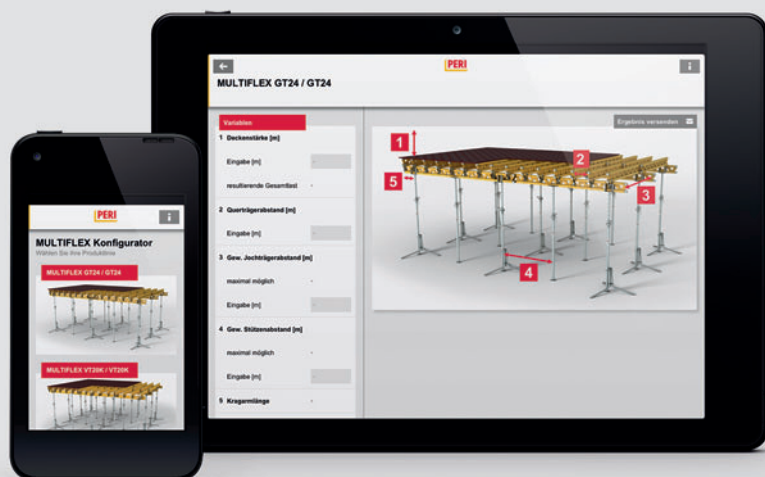 PERI
MULTIFLEX Konfigurator
Wählen Sie Ihre Produktlinie
MULTIFLEX GT24 / GT24
MULTIFLEX VT20K / VT20K
PERI
MULTIFLEX GT24 / GT24
Variablen
1 Deckenstärke [m]
Eingabe [m] -
resultierende Gesamtlast -
2 Querträgerabstand [m]
Eingabe [m] -
3 Gew. Jochträgerabstand [m]
maximal möglich -
Eingabe [m] -
4 Gew. Stützenabstand [m]
maximal möglich -
Eingabe [m] -
5 Kragarmlänge -
Ergebnis versenden
1
2
3
4
5